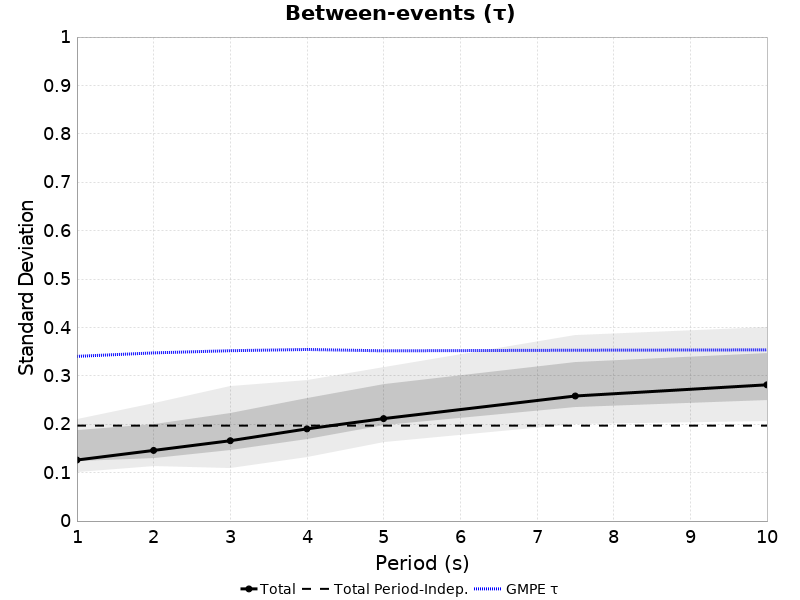 Between-events (τ)
Standard Deviation
1
0.9
0.8
0.7
0.6
0.5
0.4
0.3
0.2
0.1
0
1 2 3 4 5 6 7 8 9 10
Period (s)
Total Total Period-Indep. GMPE τ